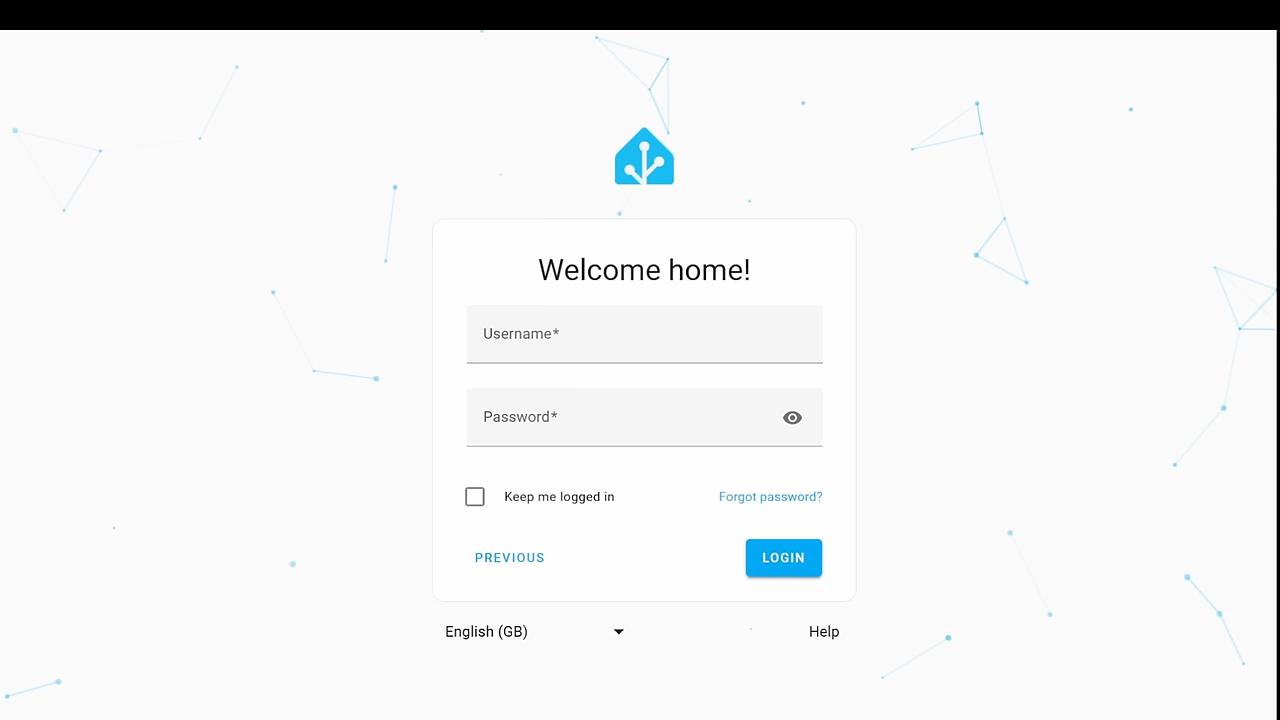 Welcome home!
Username*
Password*
Keep me logged in
Forgot password?
PREVIOUS
LOGIN
English (GB)
Help